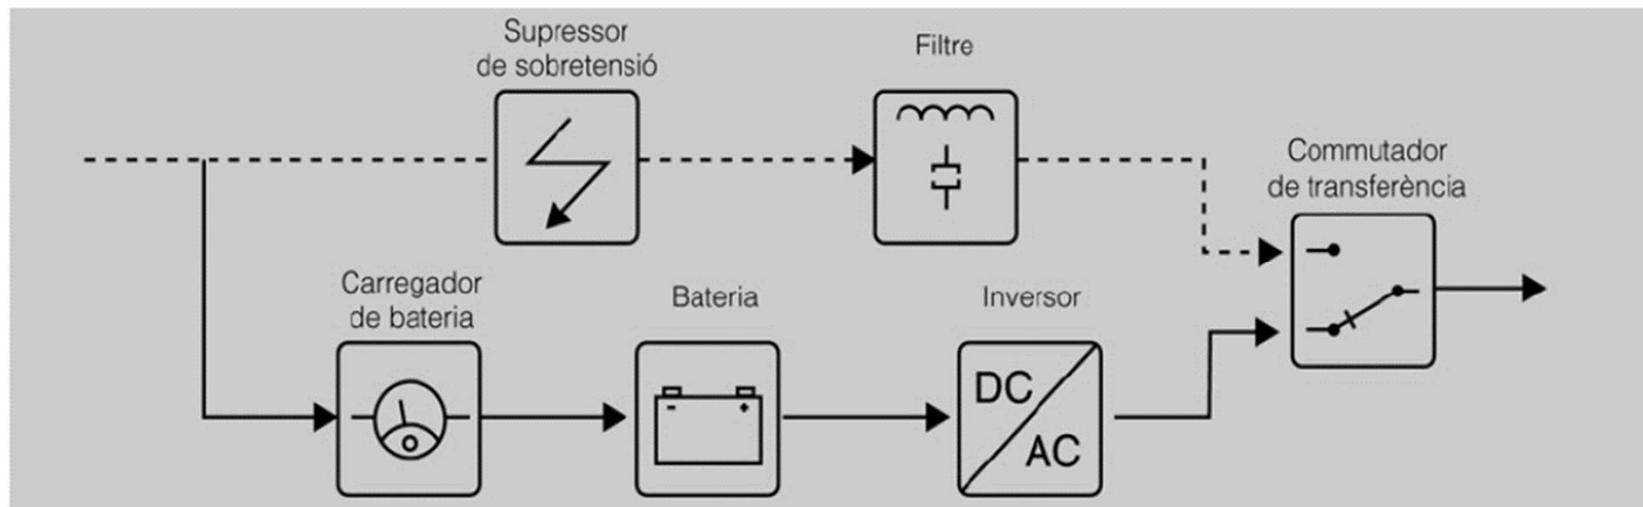 Supressor
de sobretensió
Filtre
Commutador
de transferència
Carregador
de bateria
Bateria
Inversor
- +
DC
AC